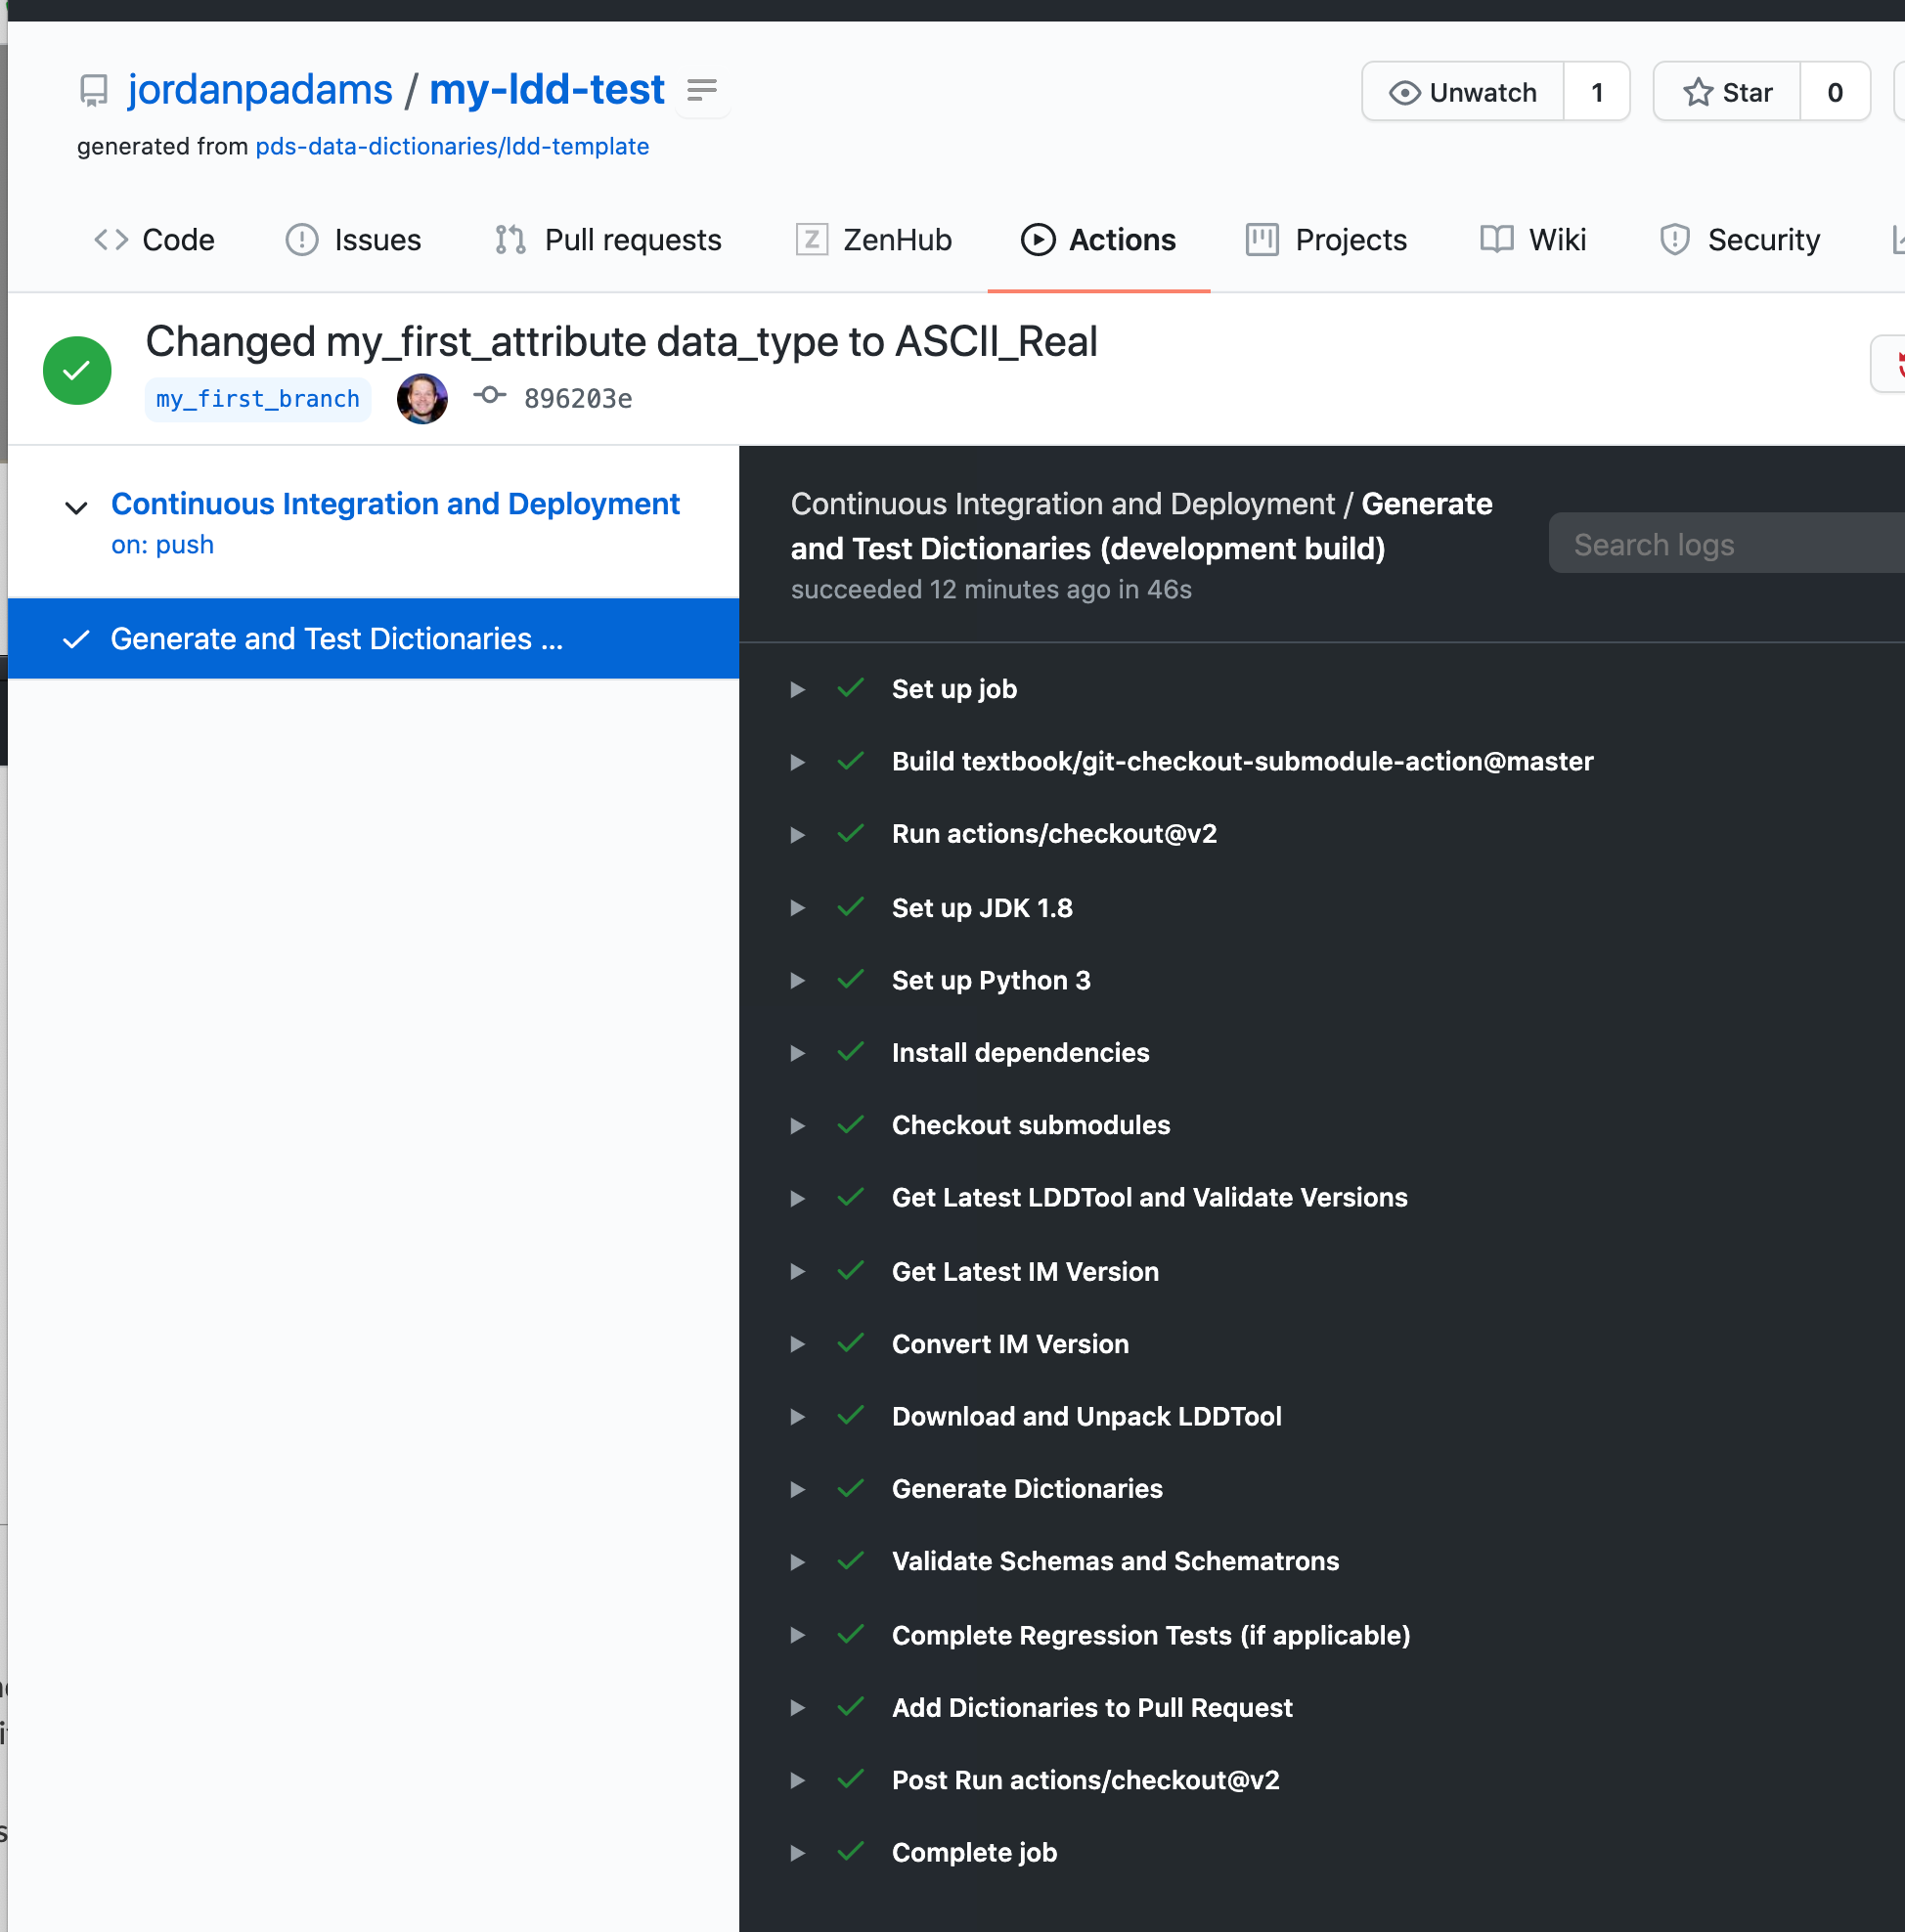 jordanpadams / my-ldd-test
Unwatch 1
Star 0
generated from pds-data-dictionaries/ldd-template
Code
Issues
Pull requests
Z ZenHub
Actions
Projects
Wiki
Security
Changed my_first_attribute data_type to ASCII_Real
my_first_branch
896203e
Continuous Integration and Deployment
on: push
Generate and Test Dictionaries ...
Continuous Integration and Deployment / Generate
and Test Dictionaries (development build)
succeeded 12 minutes ago in 46s
Search logs
Set up job
Build textbook/git-checkout-submodule-action@master
Run actions/checkout@v2
Set up JDK 1.8
Set up Python 3
Install dependencies
Checkout submodules
Get Latest LDDTool and Validate Versions
Get Latest IM Version
Convert IM Version
Download and Unpack LDDTool
Generate Dictionaries
Validate Schemas and Schematrons
Complete Regression Tests (if applicable)
Add Dictionaries to Pull Request
Post Run actions/checkout@v2
Complete job